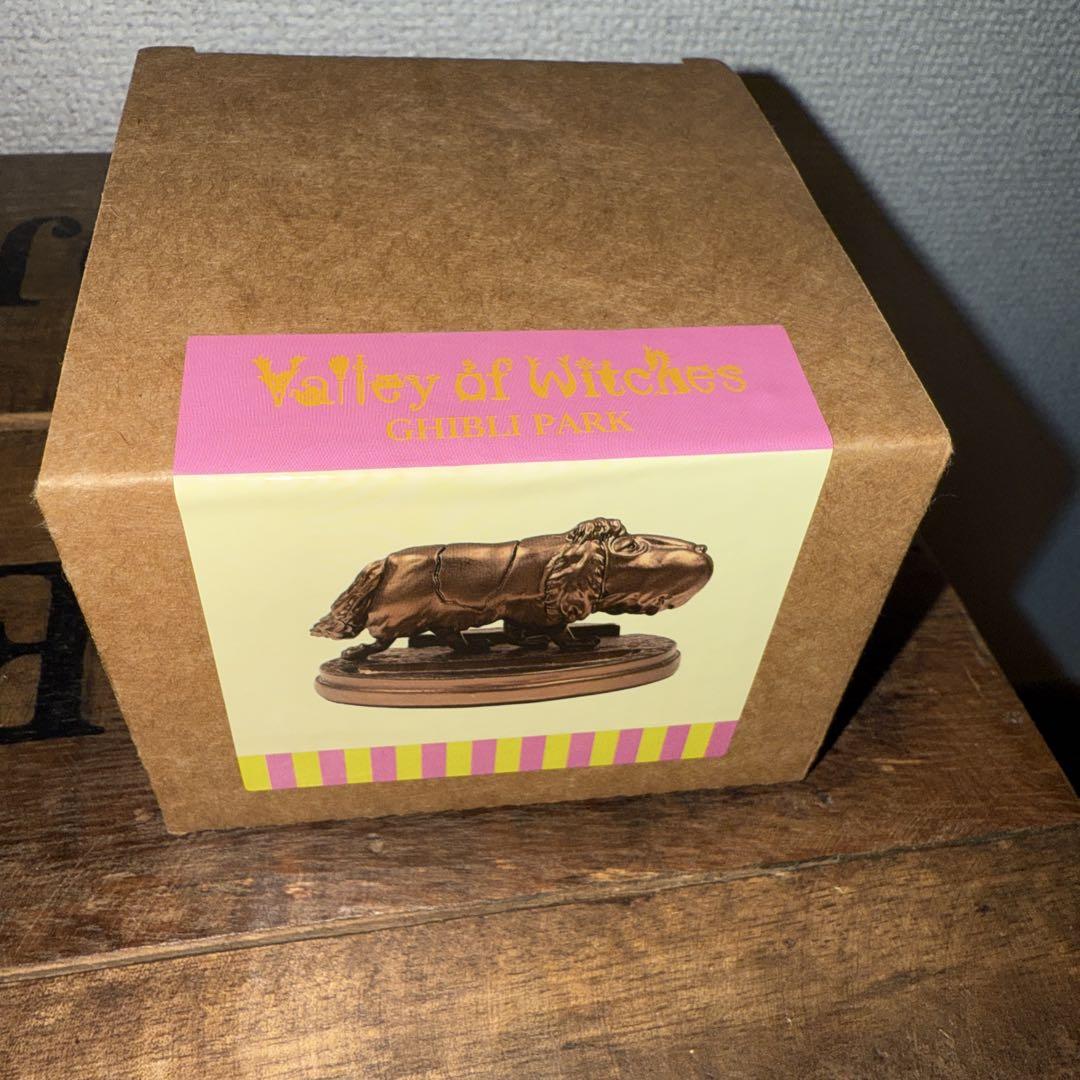 Valley of Witches
GHIBLI PARK